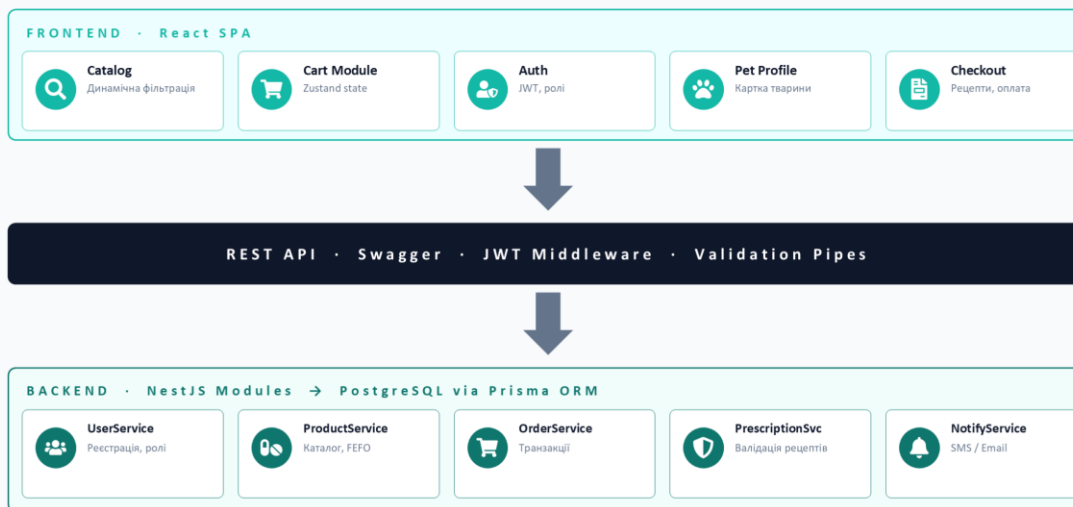 FRONTEND · React SPA
Catalog
Динамічна фільтрація
Cart Module
Zustand state
Auth
JWT, ролі
Pet Profile
Картка тварини
Checkout
Рецепти, оплата
REST API · Swagger · JWT Middleware · Validation Pipes
BACKEND · NestJS Modules → PostgreSQL via Prisma ORM
UserService
Реєстрація, ролі
ProductService
Каталог, FEFO
OrderService
Транзакції
PrescriptionSvc
Валідація рецептів
NotifyService
SMS / Email